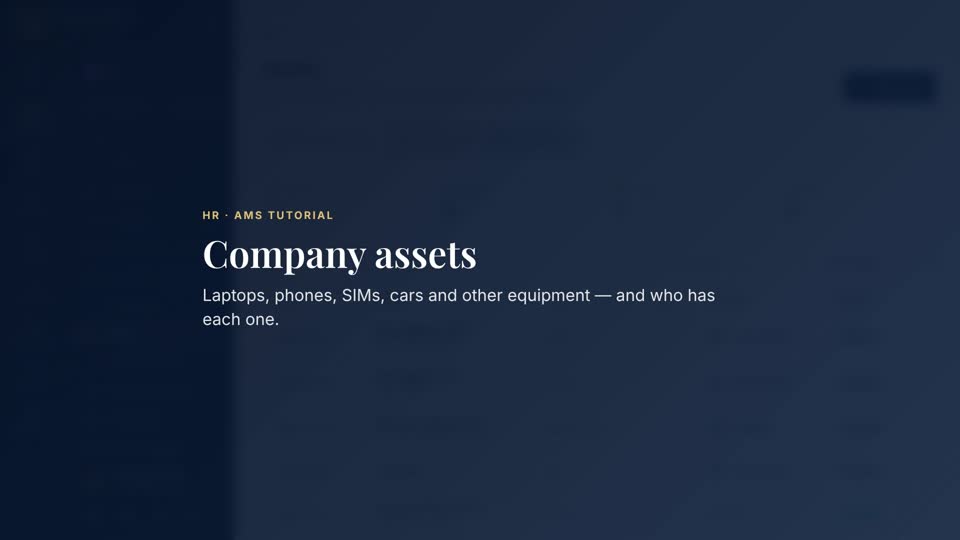 HR · AMS TUTORIAL
Company assets
Laptops, phones, SIMs, cars and other equipment — and who has
each one.